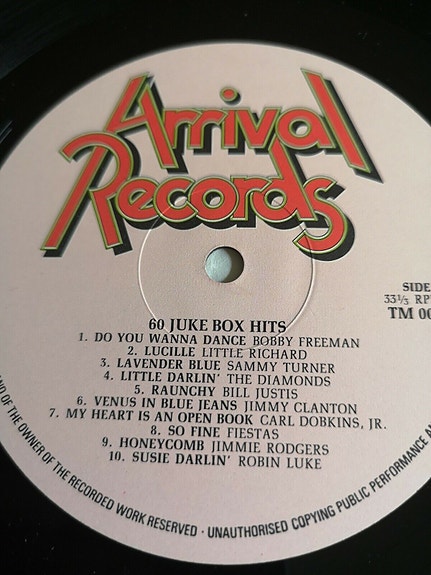 Arrival
Records
SIDE
33⅓ RP
TM 00
60 JUKE BOX HITS
1. DO YOU WANNA DANCE BOBBY FREEMAN
2. LUCILLE LITTLE RICHARD
3. LAVENDER BLUE SAMMY TURNER
4. LITTLE DARLIN' THE DIAMONDS
5. RAUNCHY BILL JUSTIS
6. VENUS IN BLUE JEANS JIMMY CLANTON
7. MY HEART IS AN OPEN BOOK CARL DOBKINS, JR.
8. SO FINE FIESTAS
9. HONEYCOMB JIMMIE RODGERS
10. SUSIE DARLIN' ROBIN LUKE
AND OF THE OWNER OF THE RECORDED WORK RESERVED · UNAUTHORISED COPYING PUBLIC PERFORMANCE